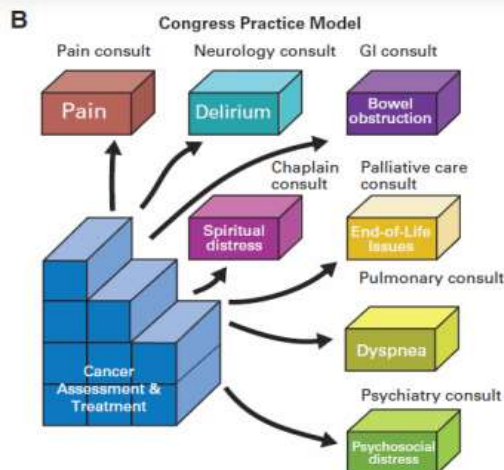 B
Congress Practice Model
Pain consult
Neurology consult
GI consult
Pain
Delirium
Bowel
obstruction
Chaplain
consult
Palliative care
consult
Spiritual
distress
End-of-Life
Issues
Pulmonary consult
Dyspnea
Cancer
Assessment &
Treatment
Psychiatry consult
Psychosocial
distress